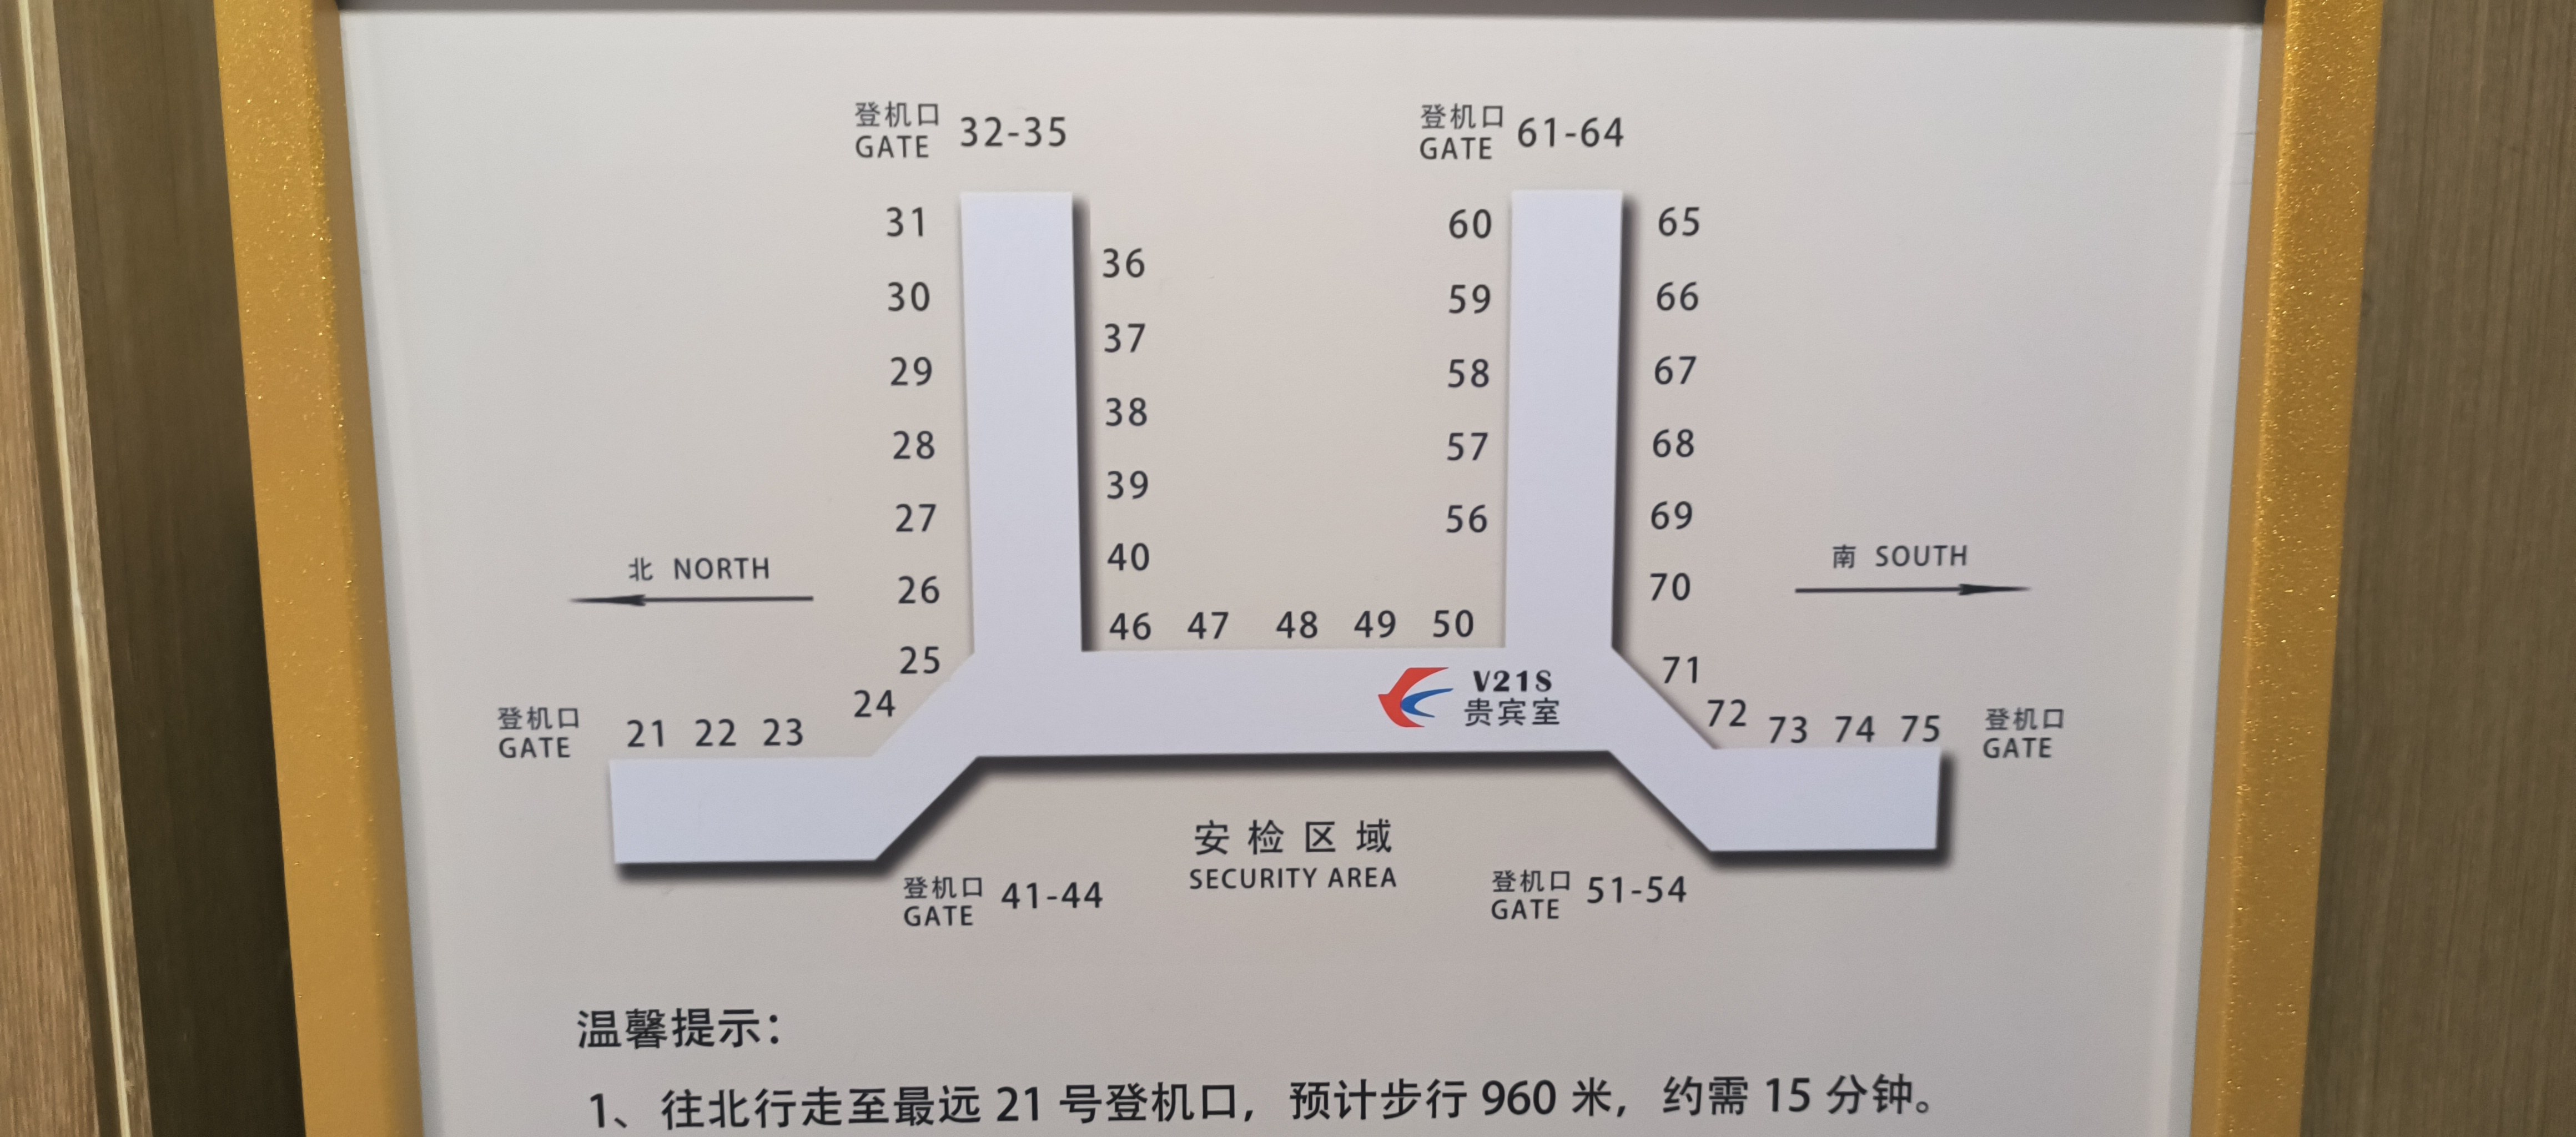 登机口 GATE 32-35
登机口 GATE 61-64
31
36
30
37
29
38
28
39
27
40
26
25
24
60
65
59
66
58
67
57
68
56
69
70
71
72
北 NORTH
南 SOUTH
46 47 48 49 50
V21S
贵宾室
登机口 GATE 21 22 23
73 74 75 登机口 GATE
安检区域
SECURITY AREA
登机口 GATE 41-44
登机口 GATE 51-54
温馨提示：
1、往北行走至最远 21 号登机口，预计步行 960 米，约需 15 分钟。